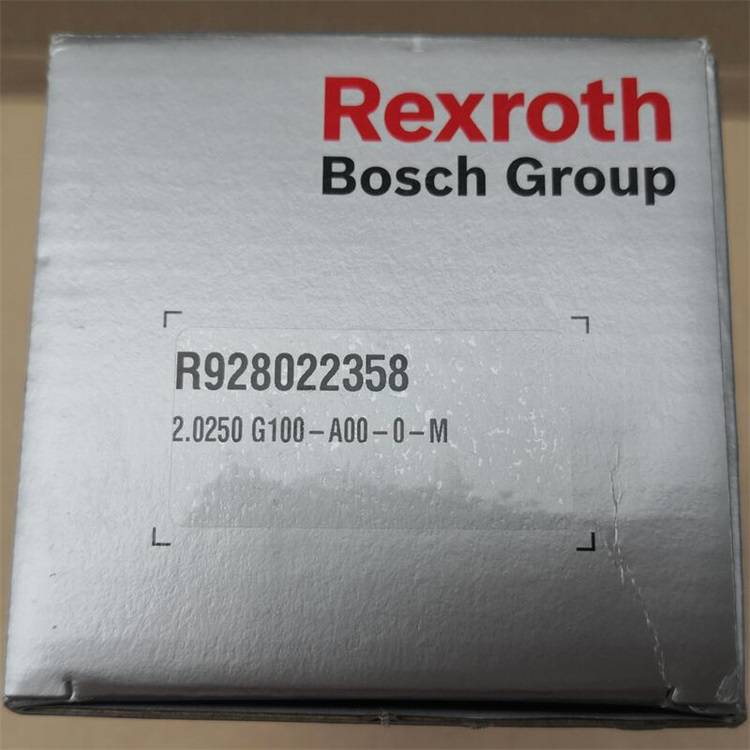 Rexroth
Bosch Group
R928022358
2.0250 G100-A00-0-M